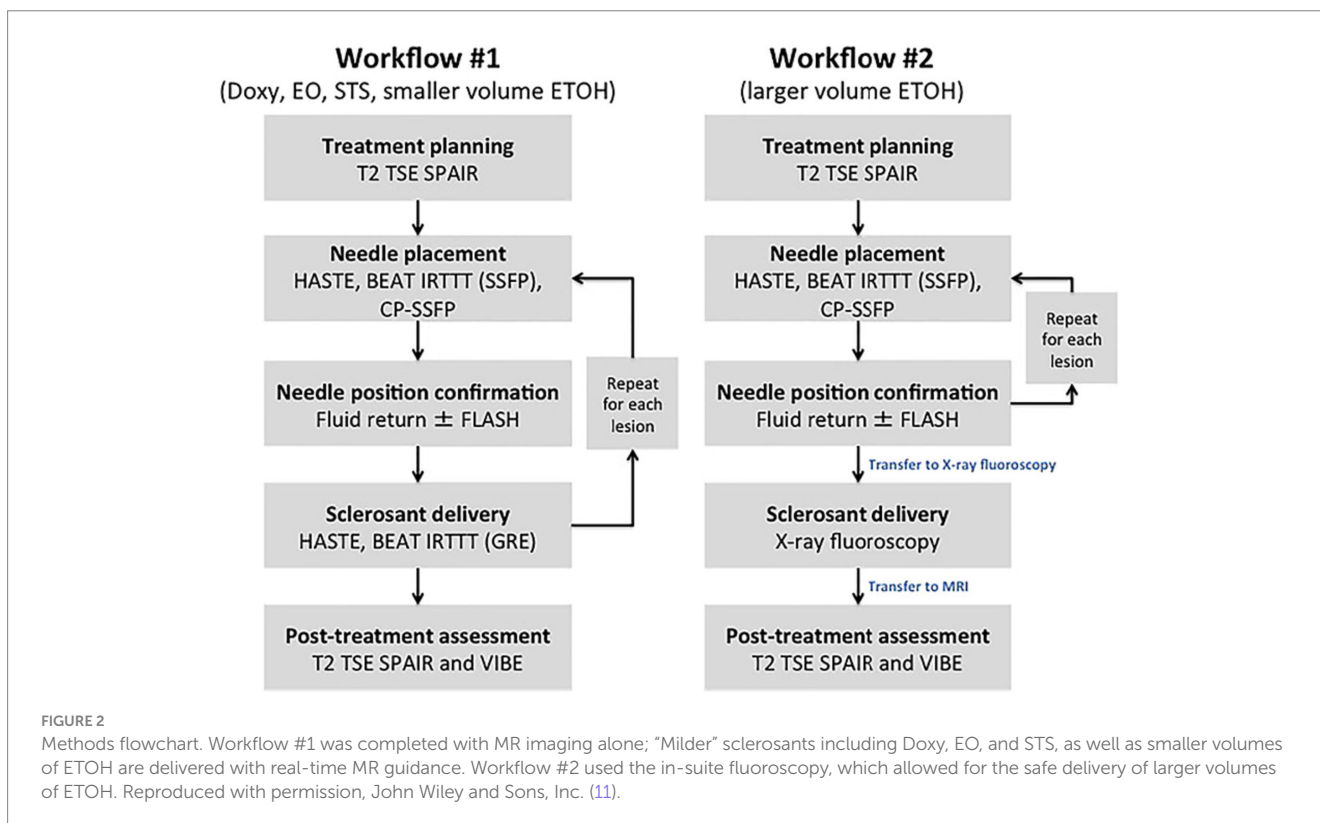 Workflow #1
(Doxy, EO, STS, smaller volume ETOH)
Treatment planning
T2 TSE SPAIR
Needle placement
HASTE, BEAT IRTTT (SSFP),
CP-SSFP
Needle position confirmation
Fluid return ± FLASH
Repeat
for each
lesion
Sclerosant delivery
HASTE, BEAT IRTTT (GRE)
Post-treatment assessment
T2 TSE SPAIR and VIBE
Workflow #2
(larger volume ETOH)
Treatment planning
T2 TSE SPAIR
Needle placement
HASTE, BEAT IRTTT (SSFP),
CP-SSFP
Repeat
for each
lesion
Needle position confirmation
Fluid return ± FLASH
Transfer to X-ray fluoroscopy
Sclerosant delivery
X-ray fluoroscopy
Transfer to MRI
Post-treatment assessment
T2 TSE SPAIR and VIBE
FIGURE 2
Methods flowchart. Workflow #1 was completed with MR imaging alone; “Milder” sclerosants including Doxy, EO, and STS, as well as smaller volumes
of ETOH are delivered with real-time MR guidance. Workflow #2 used the in-suite fluoroscopy, which allowed for the safe delivery of larger volumes
of ETOH. Reproduced with permission, John Wiley and Sons, Inc. (11).